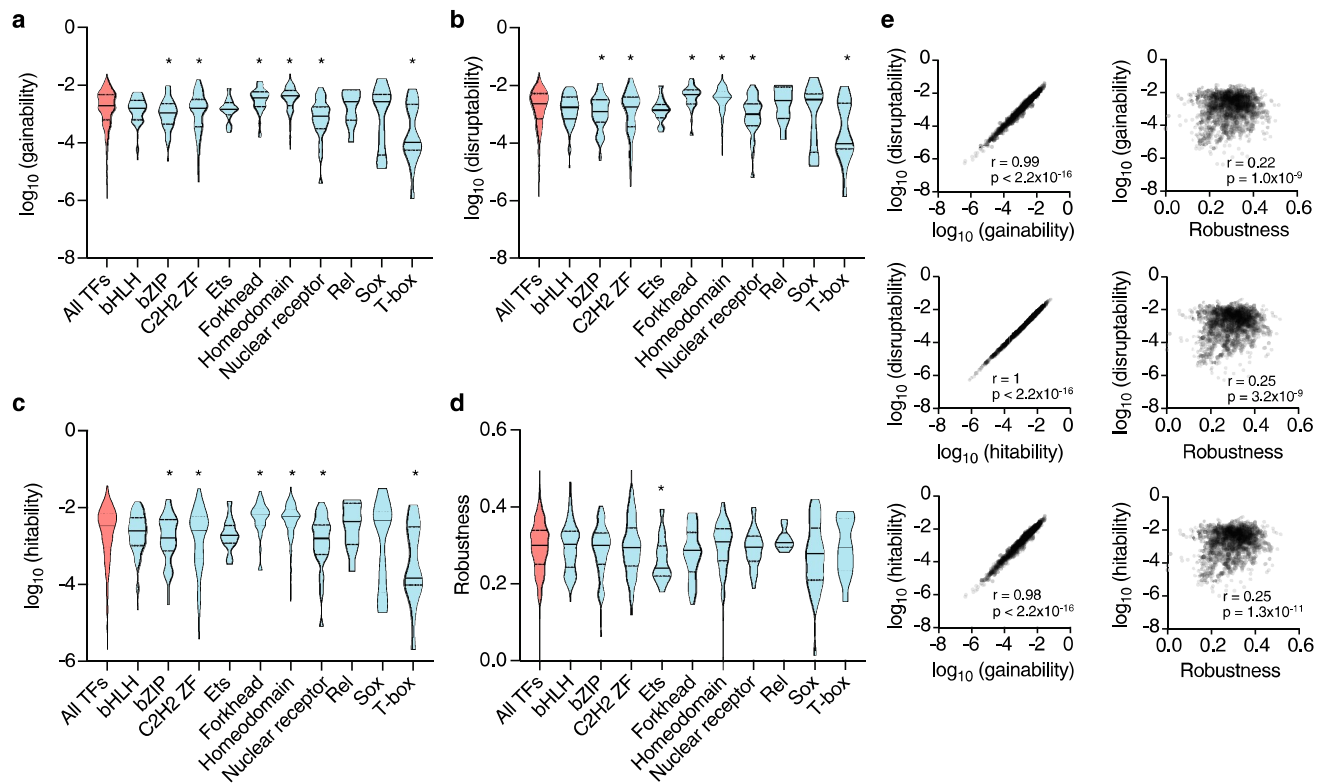 a
0
-2
-4
-6
-8
log10 (gainability)
* * * * * *
All TFs
bHLH
bZIP
C2H2 ZF
Ets
Forkhead
Homeodomain
Nuclear receptor
Rel
Sox
T-box
b
0
-2
-4
-6
-8
log10 (disruptability)
* * * * * *
All TFs
bHLH
bZIP
C2H2 ZF
Ets
Forkhead
Homeodomain
Nuclear receptor
Rel
Sox
T-box
c
0
-2
-4
-6
log10 (hitability)
* * * * * *
All TFs
bHLH
bZIP
C2H2 ZF
Ets
Forkhead
Homeodomain
Nuclear receptor
Rel
Sox
T-box
d
0.6
0.4
0.2
0.0
Robustness
*
All TFs
bHLH
bZIP
C2H2 ZF
Ets
Forkhead
Homeodomain
Nuclear receptor
Rel
Sox
T-box
e
0
-2
-4
-6
-8
log10 (disruptability)
r = 0.99
p < 2.2x10-16
-8 -6 -4 -2 0
log10 (gainability)
0
-2
-4
-6
-8
log10 (gainability)
r = 0.22
p = 1.0x10-9
0.0 0.2 0.4 0.6
Robustness
0
-2
-4
-6
-8
log10 (disruptability)
r = 1
p < 2.2x10-16
-8 -6 -4 -2 0
log10 (hitability)
0
-2
-4
-6
-8
log10 (disruptability)
r = 0.25
p = 3.2x10-9
0.0 0.2 0.4 0.6
Robustness
0
-2
-4
-6
-8
log10 (hitability)
r = 0.98
p < 2.2x10-16
-8 -6 -4 -2 0
log10 (gainability)
0
-2
-4
-6
-8
log10 (hitability)
r = 0.25
p = 1.3x10-11
0.0 0.2 0.4 0.6
Robustness